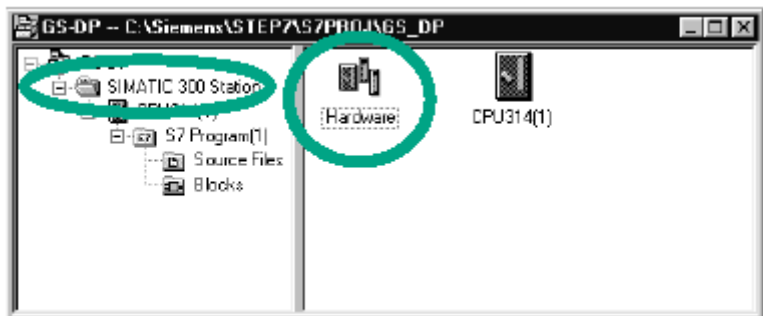 GS-DP -- C:\Siemens\STEP7\S7PROJ\GS_DP
SIMATIC 300 Station
Hardware
CPU314(1)
S7 Program(1)
Source Files
Blocks